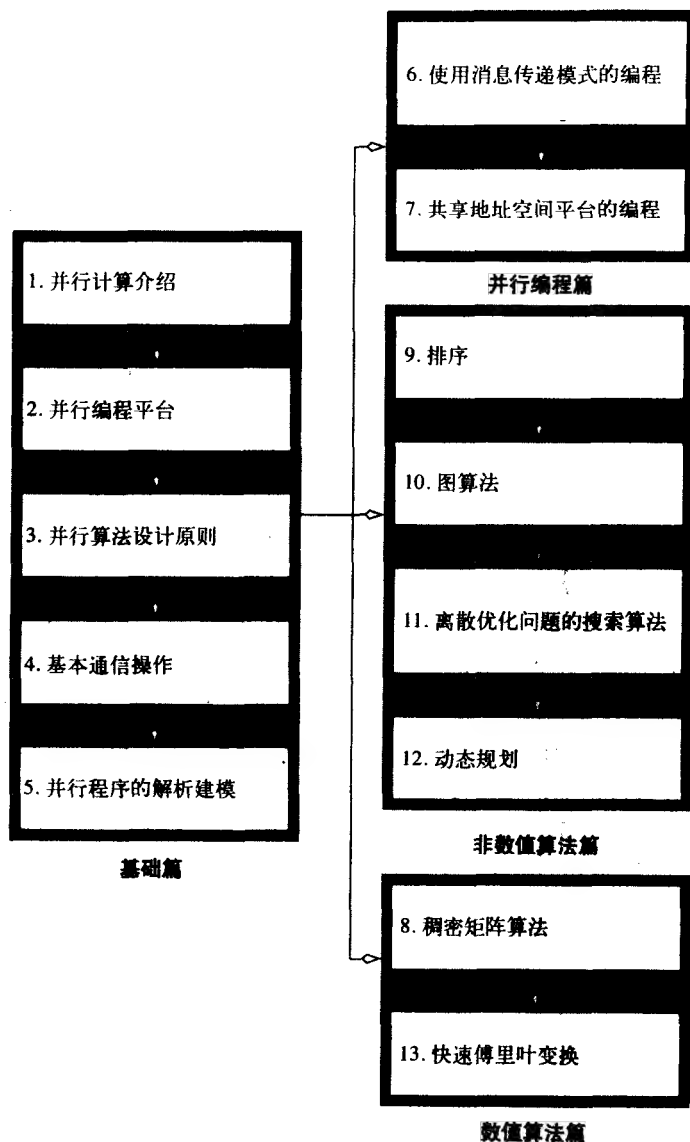 1. 并行计算介绍
2. 并行编程平台
3. 并行算法设计原则
4. 基本通信操作
5. 并行程序的解析建模
基础篇
6. 使用消息传递模式的编程
7. 共享地址空间平台的编程
并行编程篇
9. 排序
10. 图算法
11. 离散优化问题的搜索算法
12. 动态规划
非数值算法篇
8. 稠密矩阵算法
13. 快速傅里叶变换
数值算法篇